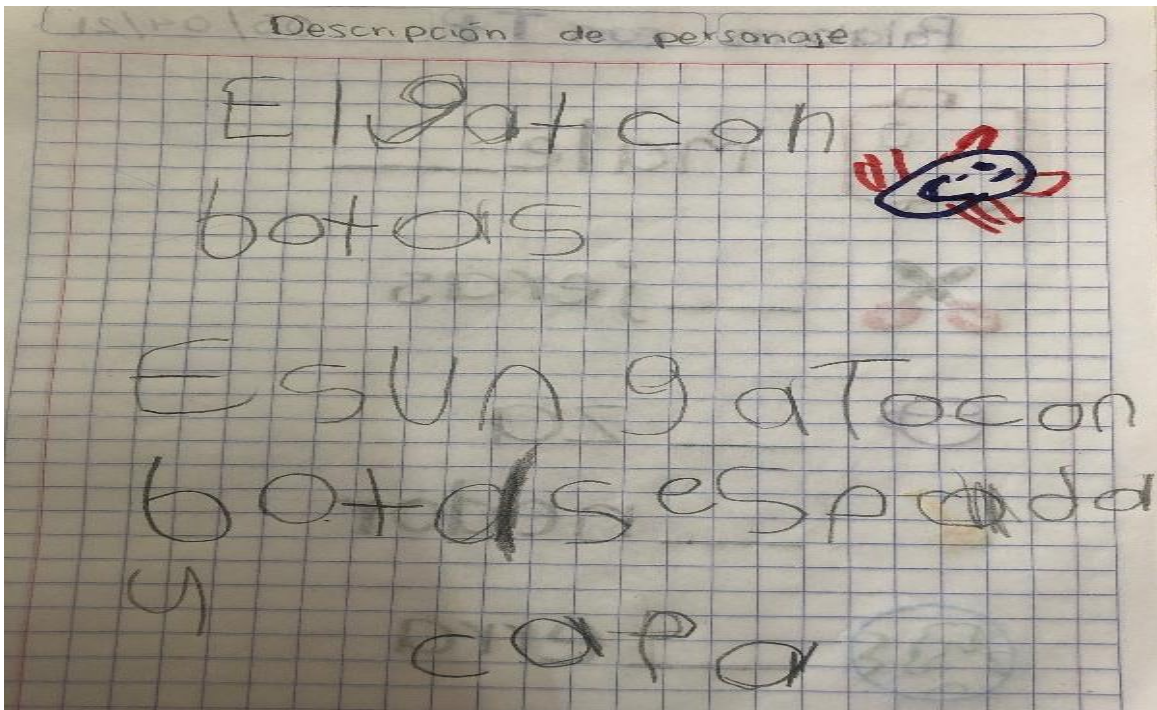 Descripción de personaje
El gat con
botas
Es un gaTo con
botas espada
y
capa